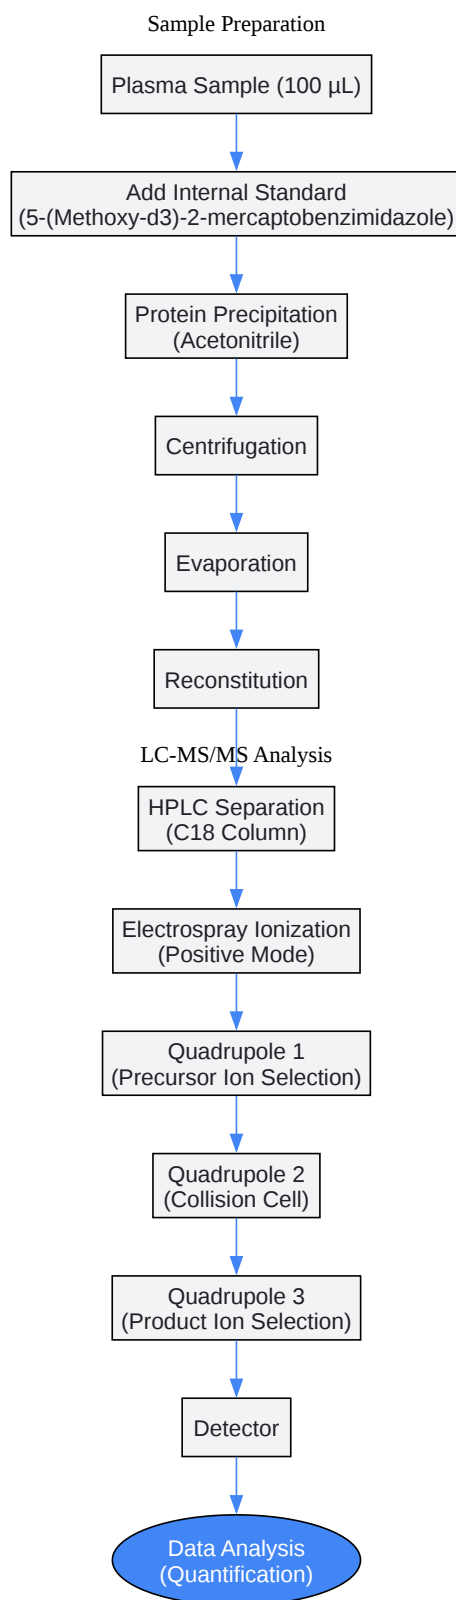 Sample Preparation
Plasma Sample (100 µL)
Add Internal Standard
(5-(Methoxy-d3)-2-mercaptobenzimidazole)
Protein Precipitation
(Acetonitrile)
Centrifugation
Evaporation
Reconstitution
LC-MS/MS Analysis
HPLC Separation
(C18 Column)
Electrospray Ionization
(Positive Mode)
Quadrupole 1
(Precursor Ion Selection)
Quadrupole 2
(Collision Cell)
Quadrupole 3
(Product Ion Selection)
Detector
Data Analysis
(Quantification)